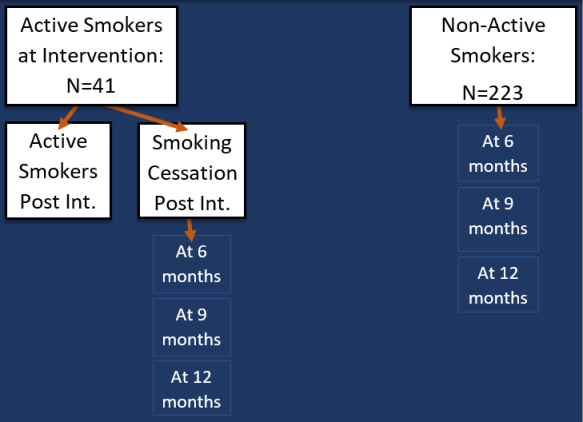 Active Smokers
at Intervention:
N=41
Non-Active
Smokers:
N=223
Active
Smokers
Post Int.
Smoking
Cessation
Post Int.
At 6
months
At 9
months
At 12
months
At 6
months
At 9
months
At 12
months